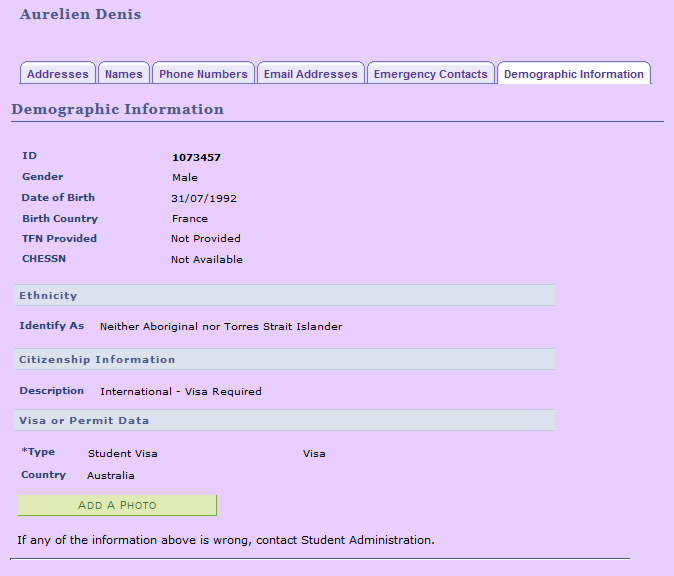 Aurelien Denis
Addresses Names Phone Numbers Email Addresses Emergency Contacts Demographic Information
Demographic Information
ID 1073457
Gender Male
Date of Birth 31/07/1992
Birth Country France
TFN Provided Not Provided
CHESSN Not Available
Ethnicity
Identify As Neither Aboriginal nor Torres Strait Islander
Citizenship Information
Description International - Visa Required
Visa or Permit Data
*Type Student Visa Visa
Country Australia
ADD A PHOTO
If any of the information above is wrong, contact Student Administration.